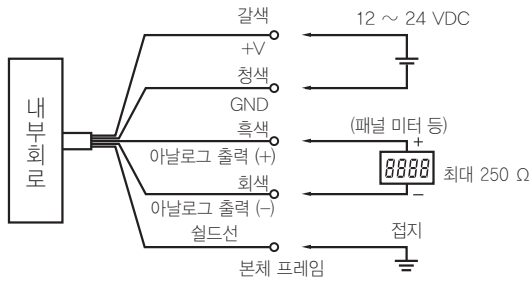 갈색
12 ～ 24 VDC
+V
청색
GND
내부회로
흑색
(패널 미터 등)
+
아날로그 출력 (+)
8888
최대 250 Ω
회색
−
아날로그 출력 (−)
쉴드선
접지
본체 프레임